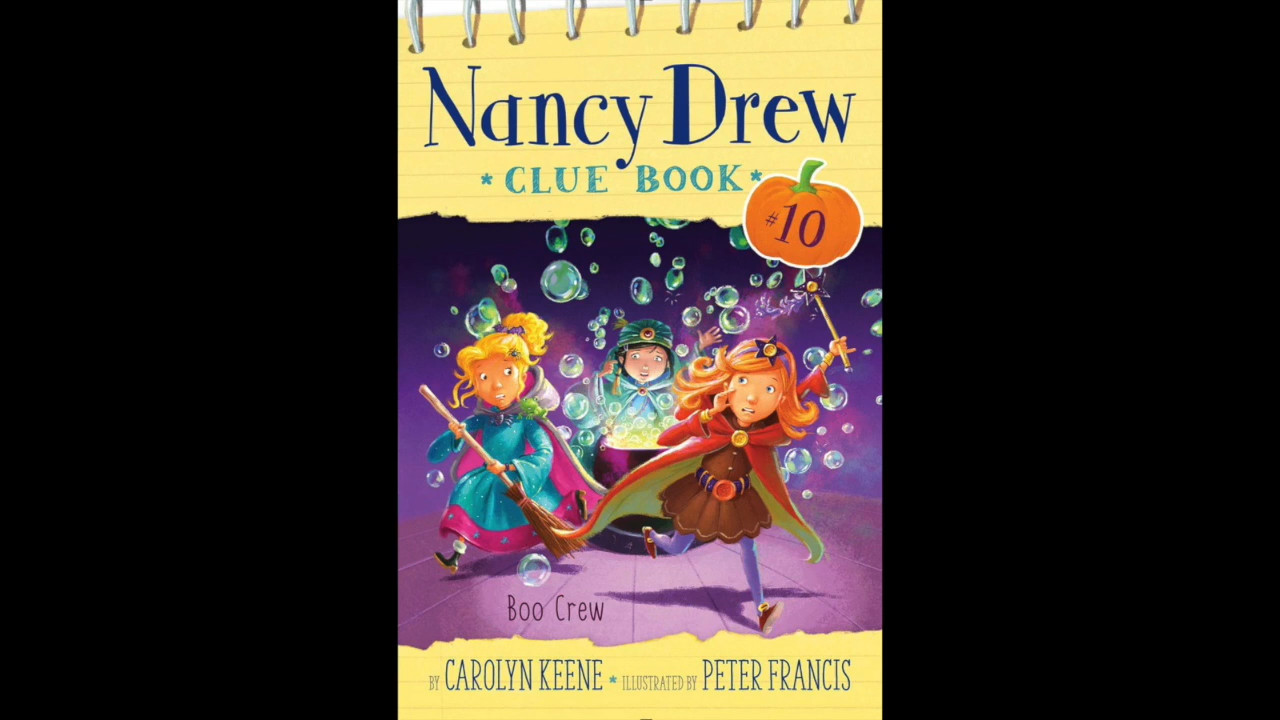 Nancy Drew
* CLUE BOOK *
#10
Boo Crew
BY CAROLYN KEENE * ILLUSTRATED BY PETER FRANCIS